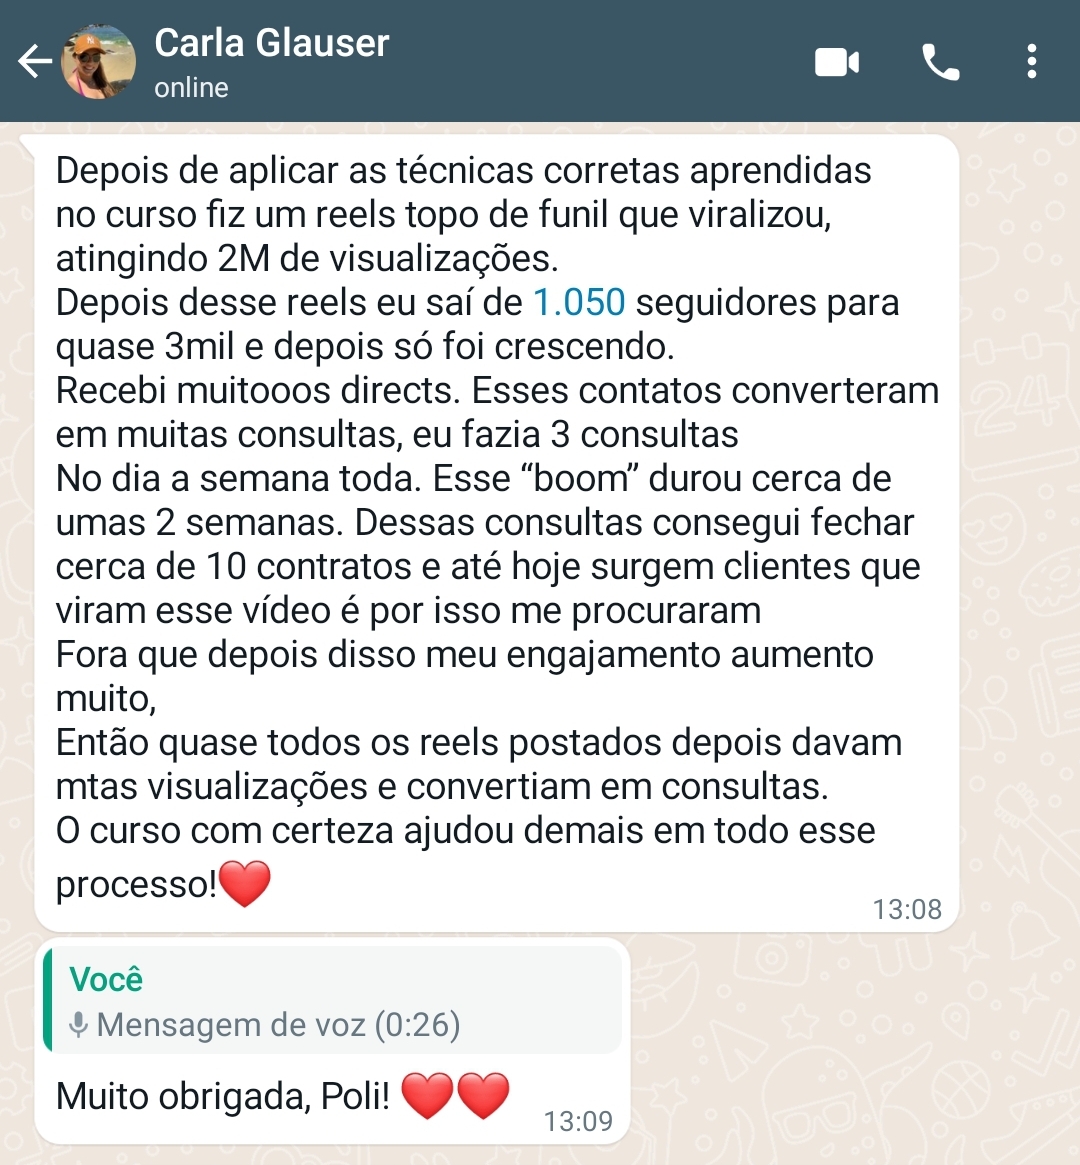 Carla Glauser
online
Depois de aplicar as técnicas corretas aprendidas
no curso fiz um reels topo de funil que viralizou,
atingindo 2M de visualizações.
Depois desse reels eu saí de 1.050 seguidores para
quase 3mil e depois só foi crescendo.
Recebi muitooos directs. Esses contatos converteram
em muitas consultas, eu fazia 3 consultas
No dia a semana toda. Esse “boom” durou cerca de
umas 2 semanas. Dessas consultas consegui fechar
cerca de 10 contratos e até hoje surgem clientes que
viram esse vídeo é por isso me procuraram
Fora que depois disso meu engajamento aumento
muito,
Então quase todos os reels postados depois davam
mtas visualizações e convertiam em consultas.
O curso com certeza ajudou demais em todo esse
processo!❤️
13:08
Você
Mensagem de voz (0:26)
Muito obrigada, Poli! ❤️❤️
13:09